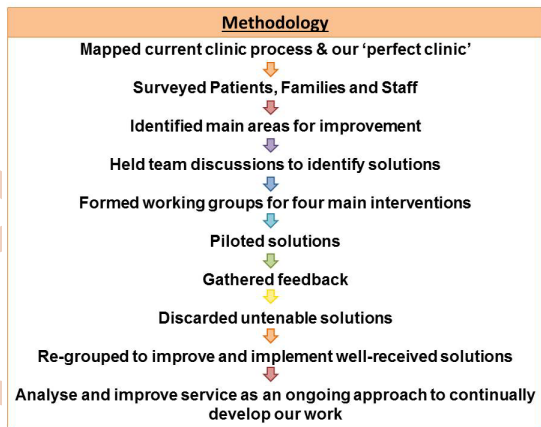 Methodology
Mapped current clinic process & our ‘perfect clinic’
Surveyed Patients, Families and Staff
Identified main areas for improvement
Held team discussions to identify solutions
Formed working groups for four main interventions
Piloted solutions
Gathered feedback
Discarded untenable solutions
Re-grouped to improve and implement well-received solutions
Analyse and improve service as an ongoing approach to continually
develop our work